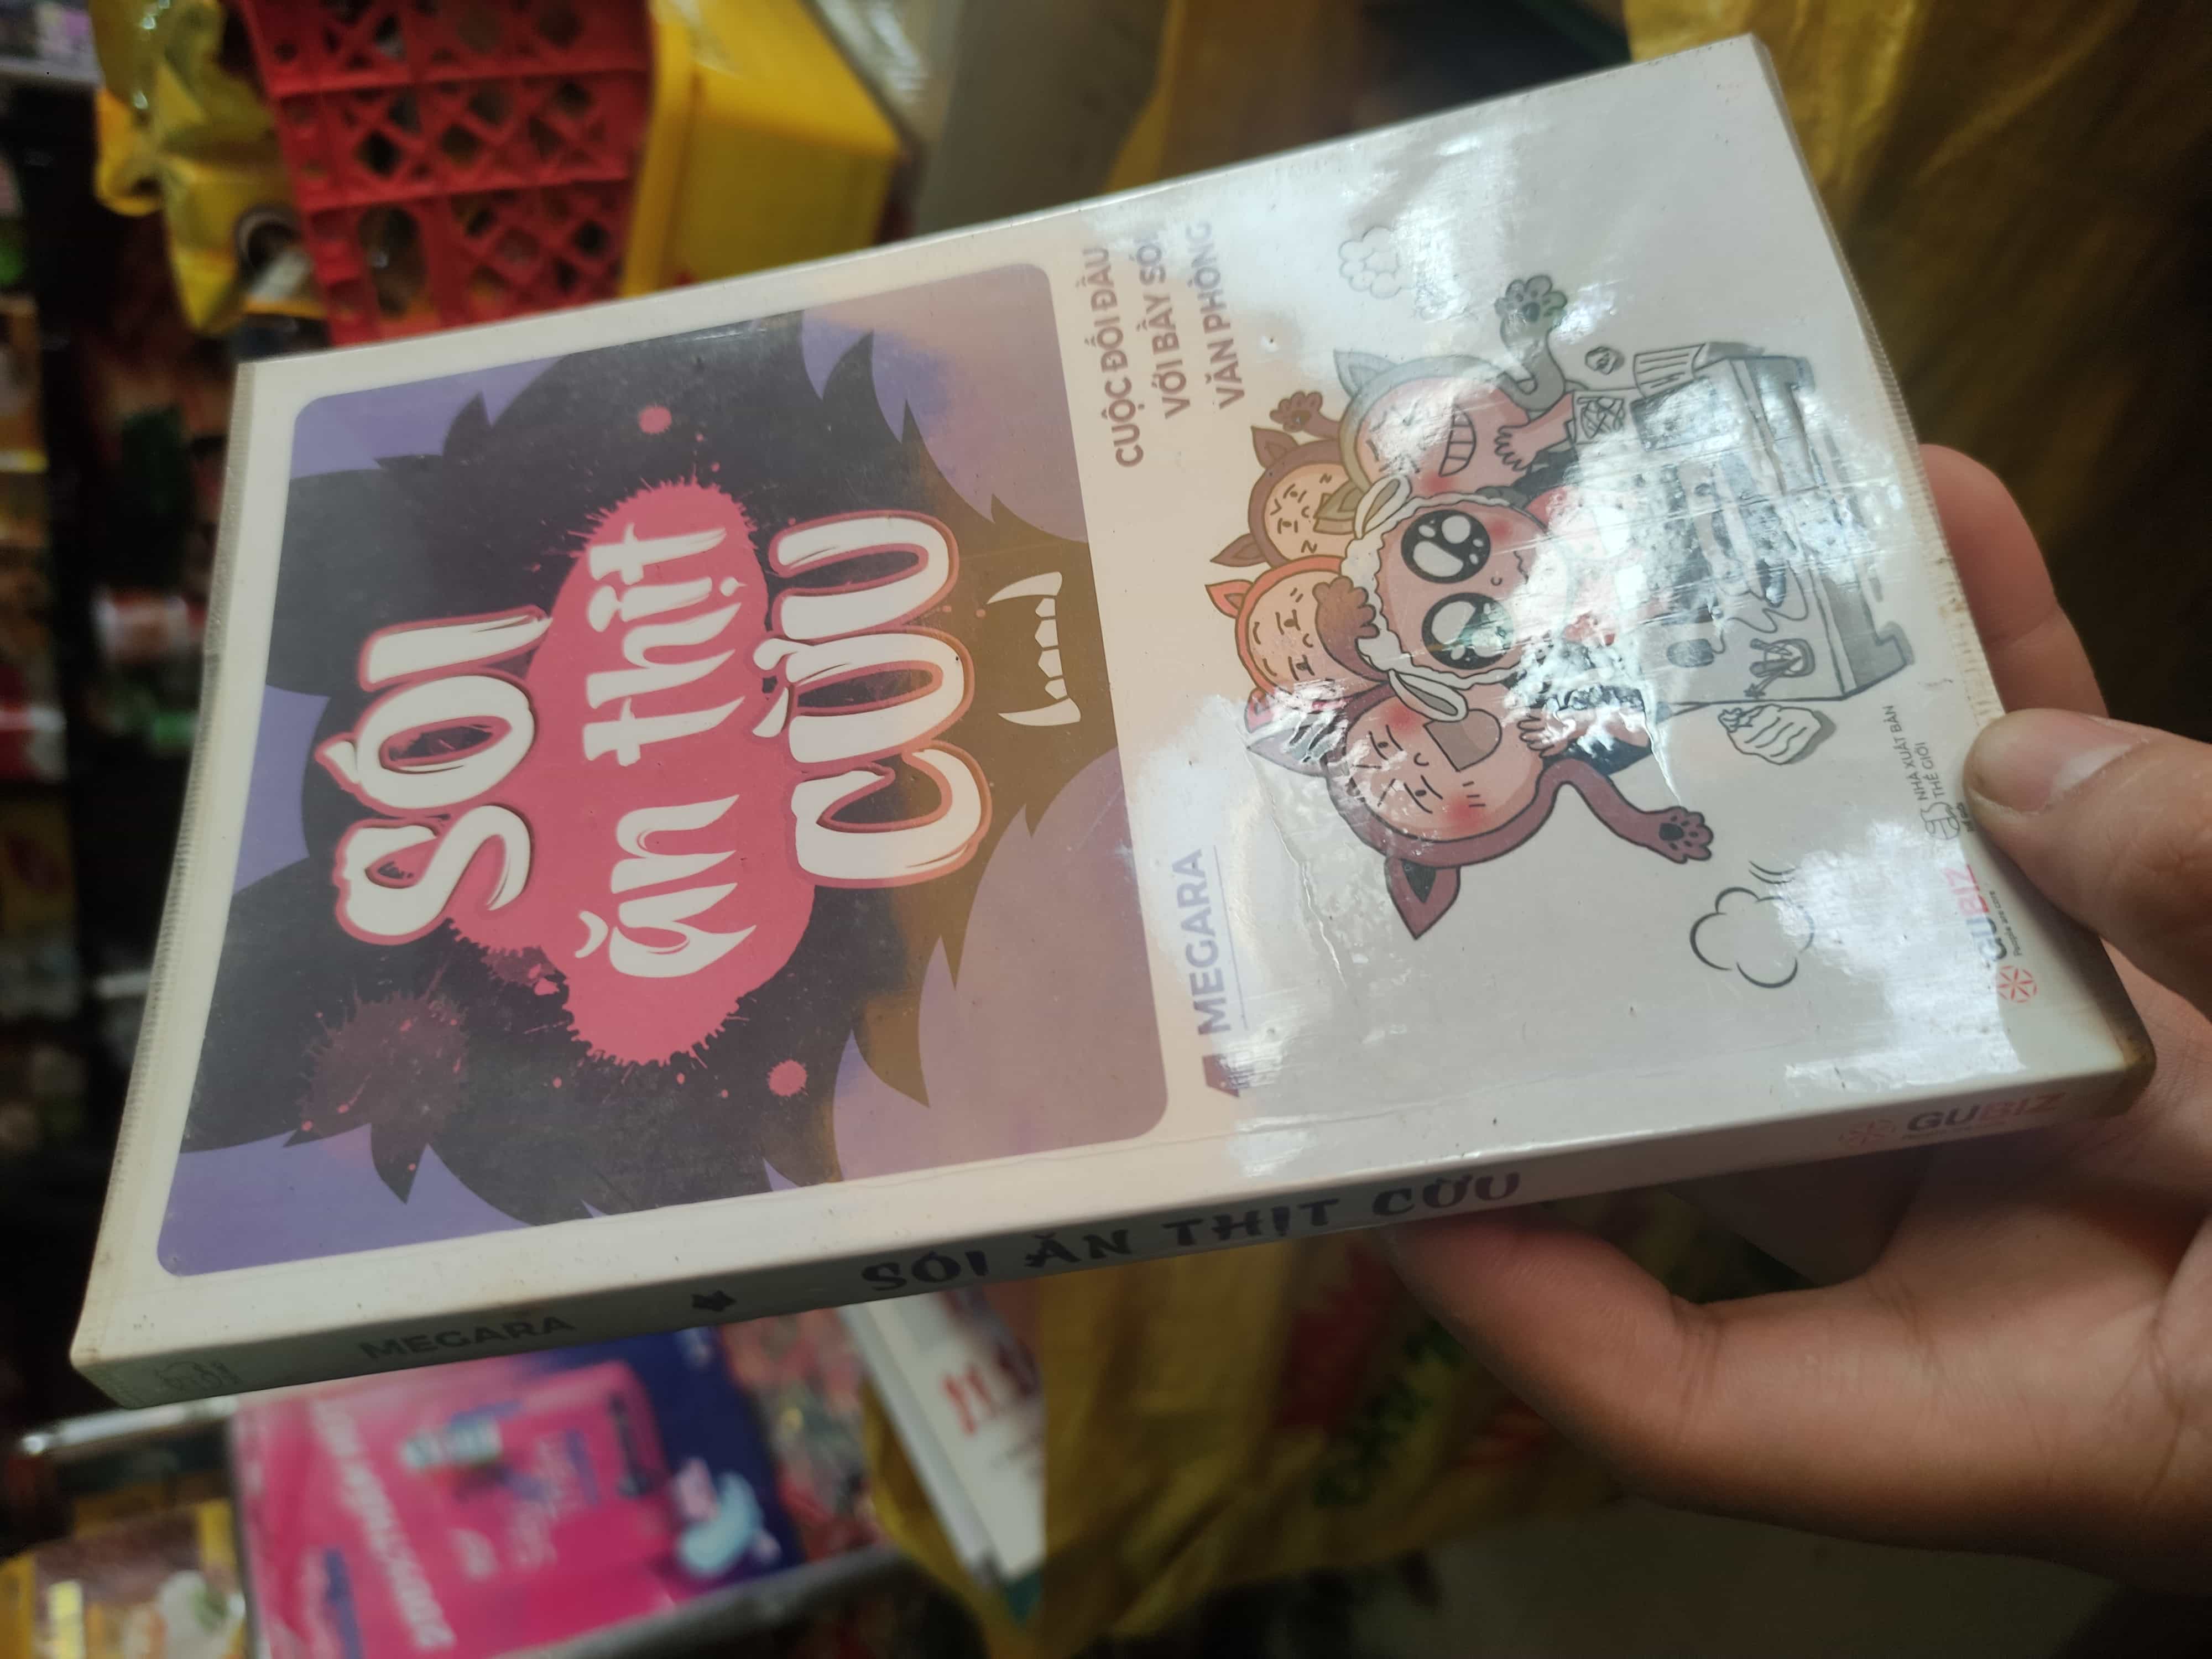 SÓI
ăn thịt
CỪU
CUỘC ĐỐI ĐẦU
VỚI BẦY SÓI
VĂN PHÒNG
MEGARA
NHÀ XUẤT BẢN
THẾ GIỚI
GUBIZ
MEGARA
SÓI ĂN THỊT CỪU
GUBIZ